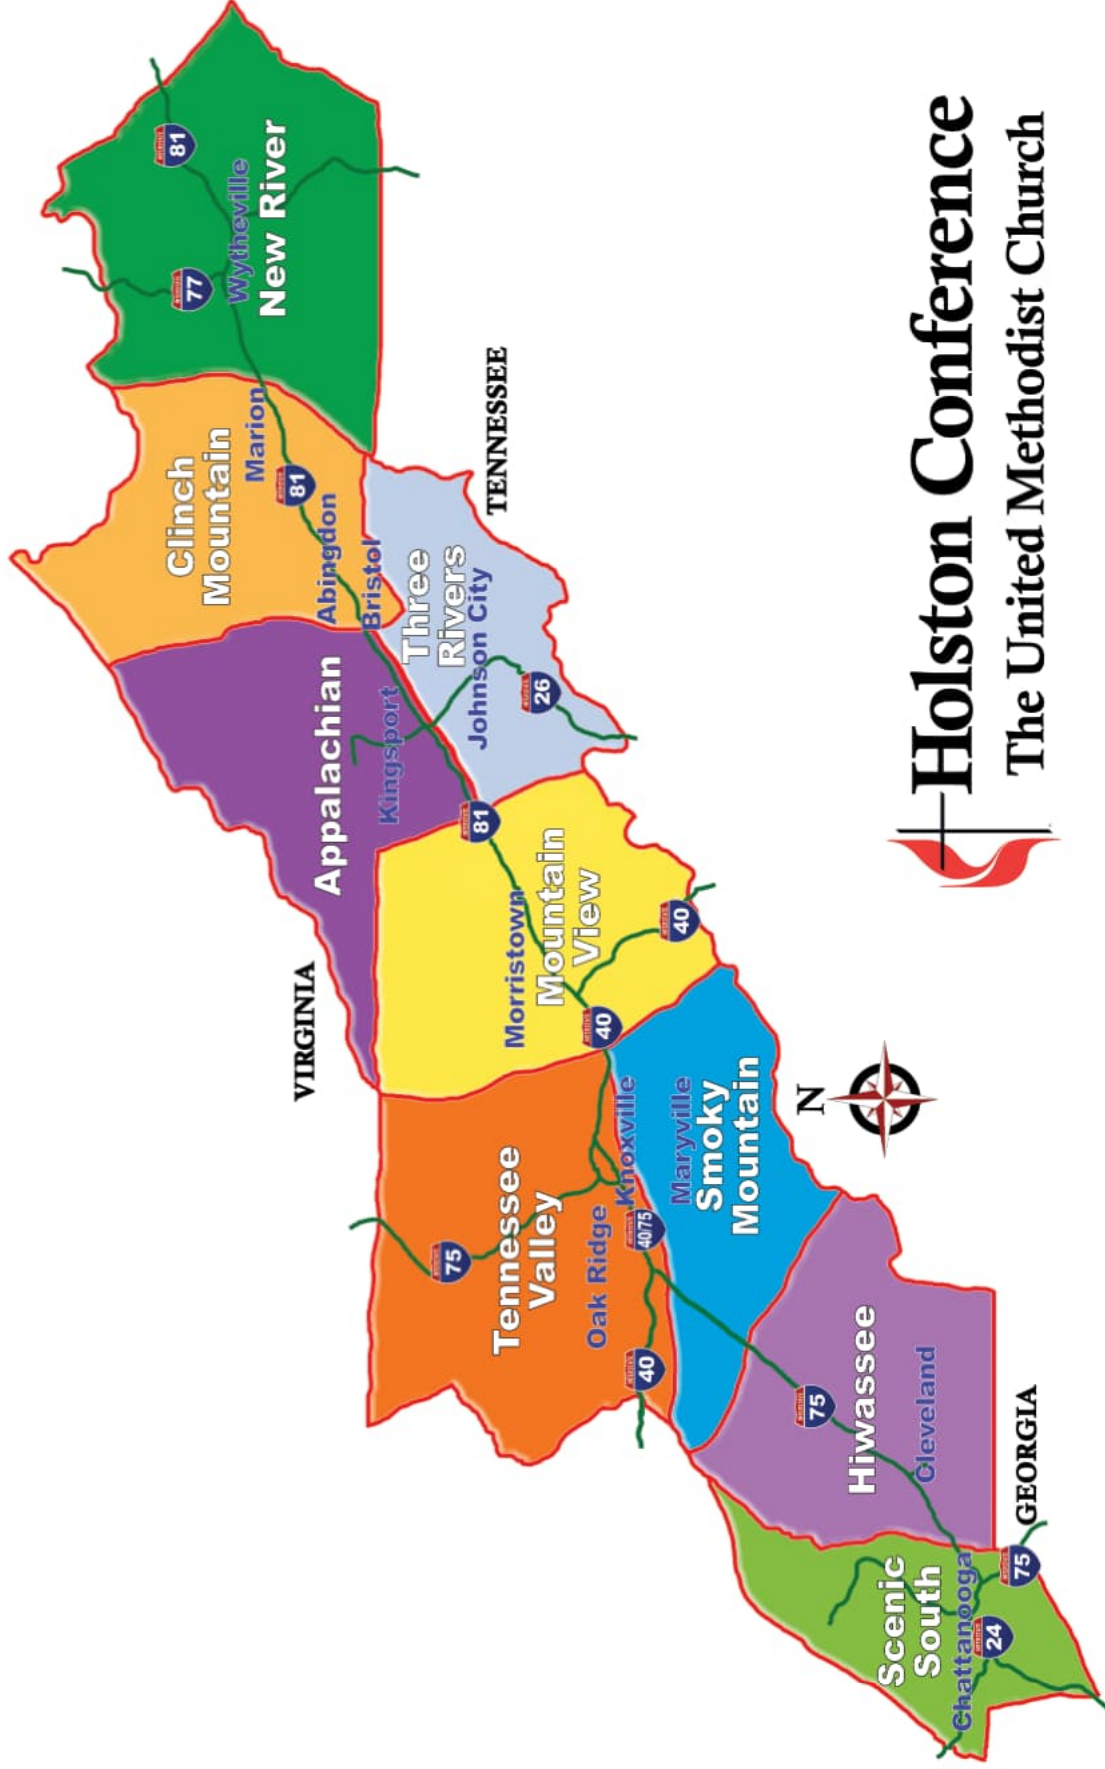 81
77
Clinch
Mountain
Wytheville
Marion
New River
81
VIRGINIA
Abingdon
Appalachian
Bristol
Kingsport
Three
Rivers
75
Johnson City
81
TENNESSEE
Tennessee
Valley
Morristown
26
Mountain
View
Oak Ridge
40
Knoxville
40/75
40
40
Maryville
Smoky
Mountain
N
75
Hiwassee
Scenic
South
Cleveland
Chattanooga
24
75
GEORGIA
Holston Conference
The United Methodist Church